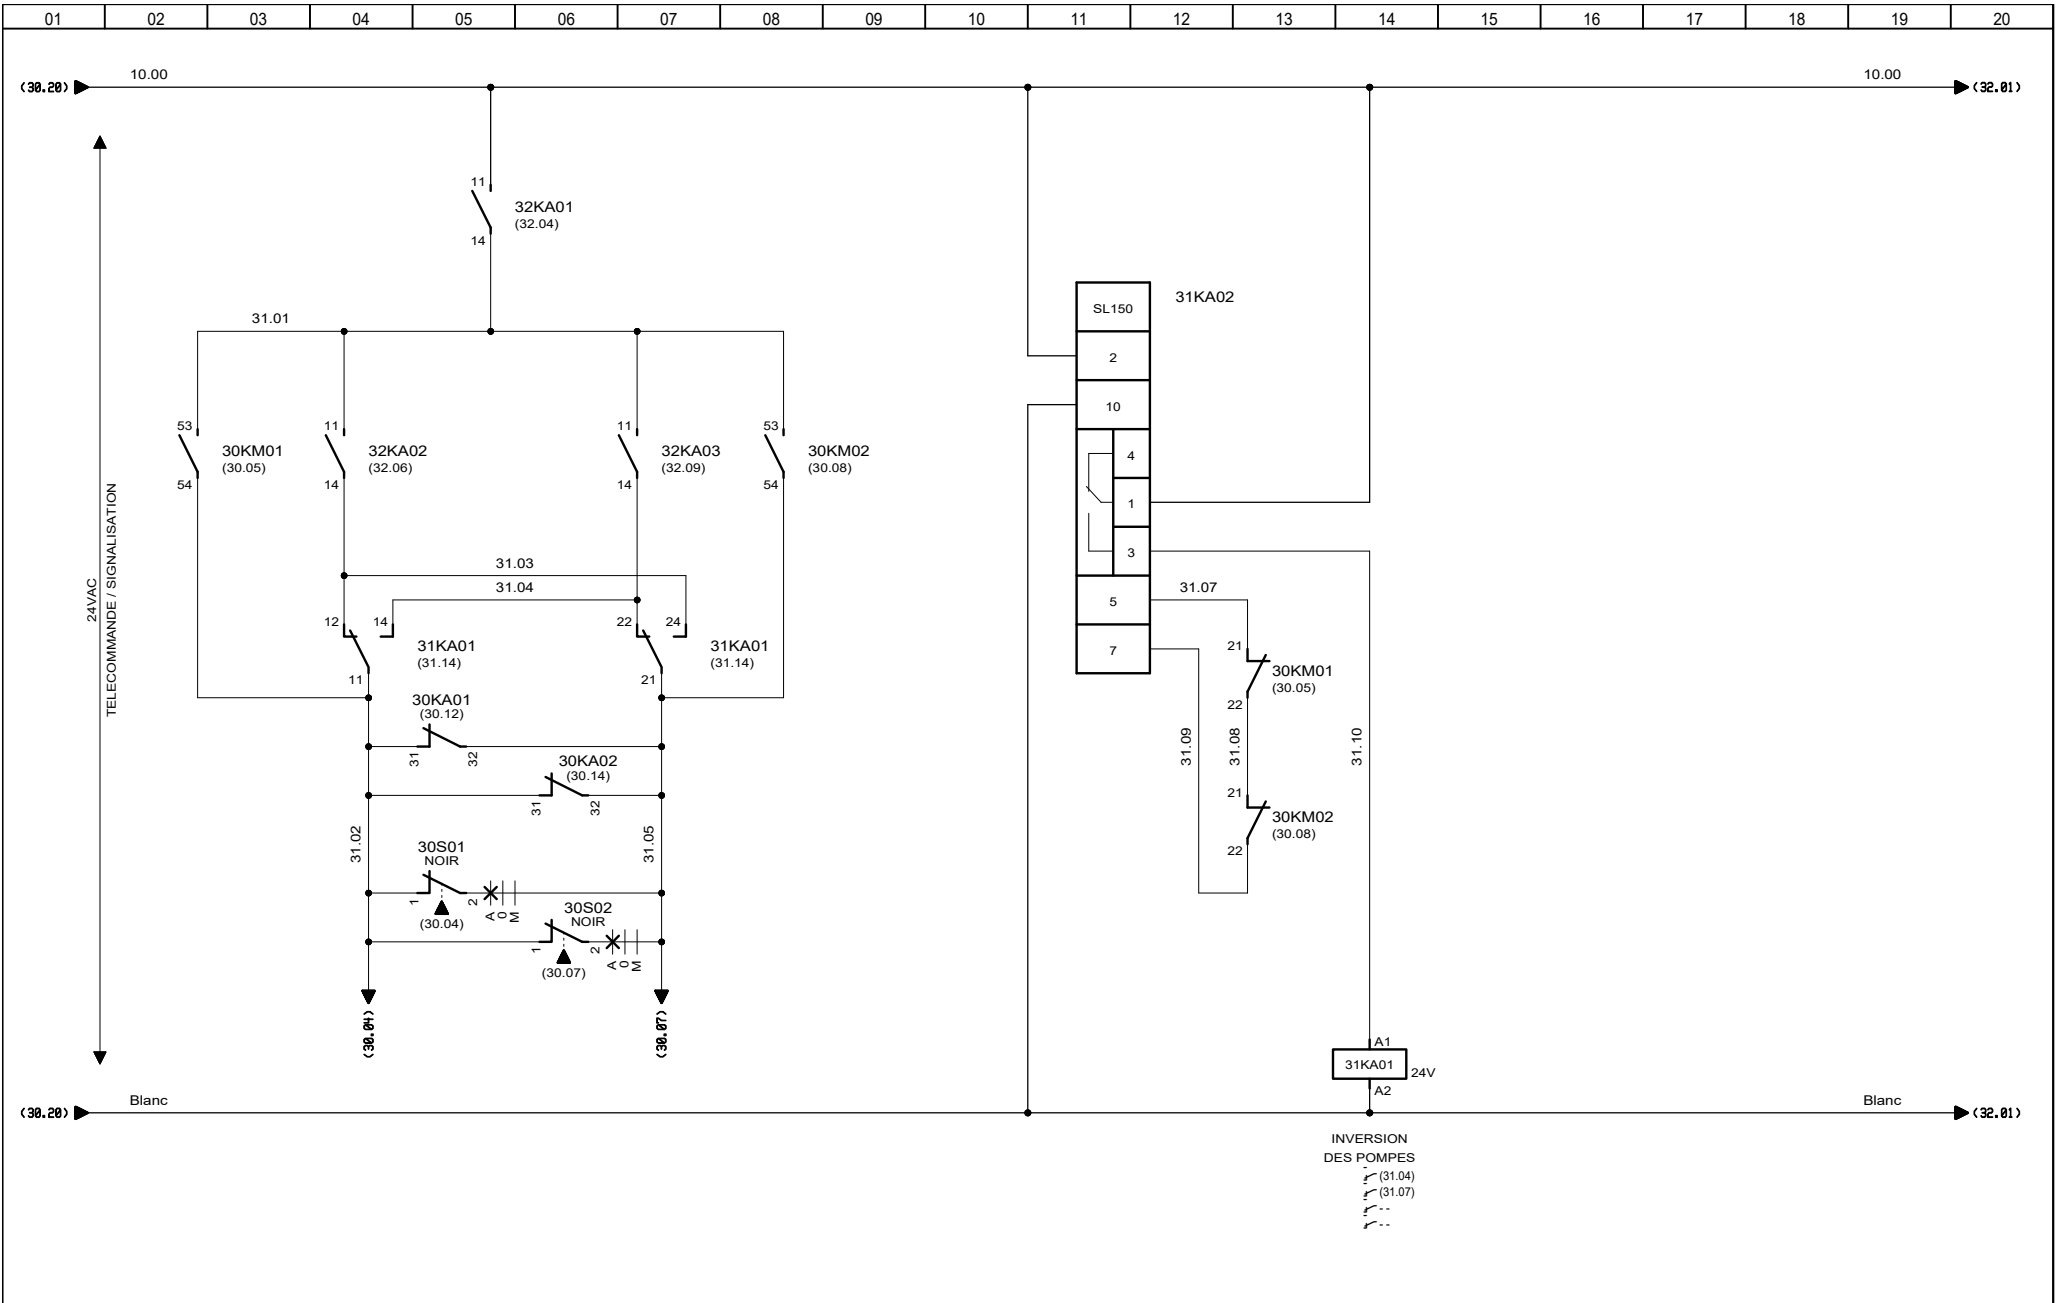 01 02 03 04 05 06 07 08 09 10 11 12 13 14 15 16 17 18 19 20
10.00 10.00
(30.20) (32.01)
11
32KA01
(32.04)
14
SL150 31KA02
31.01
2
10
53 11 11 53
30KM01 32KA02 32KA03 30KM02
(30.05) (32.06) (32.09) (30.08)
54 14 14 54
4
1
3
24VAC
TELECOMMANDE / SIGNALISATION
31.03
31.04
5 31.07
12 14 22 24
31KA01 31KA01
(31.14) (31.14)
11 21
7
21
30KM01
(30.05)
22
30KA01
(30.12)
31 32
30KA02
(30.14)
31 32
31.09 31.08 31.10
21
30KM02
(30.08)
22
31.02 31.05
30S01
NOIR
1 2 A 0 M
(30.04)
30S02
NOIR
1 2 A 0 M
(30.07)
(30.04) (30.07)
A1
31KA01 24V
A2
Blanc Blanc
(30.20) (32.01)
INVERSION
DES POMPES
(31.04)
(31.07)
--
--